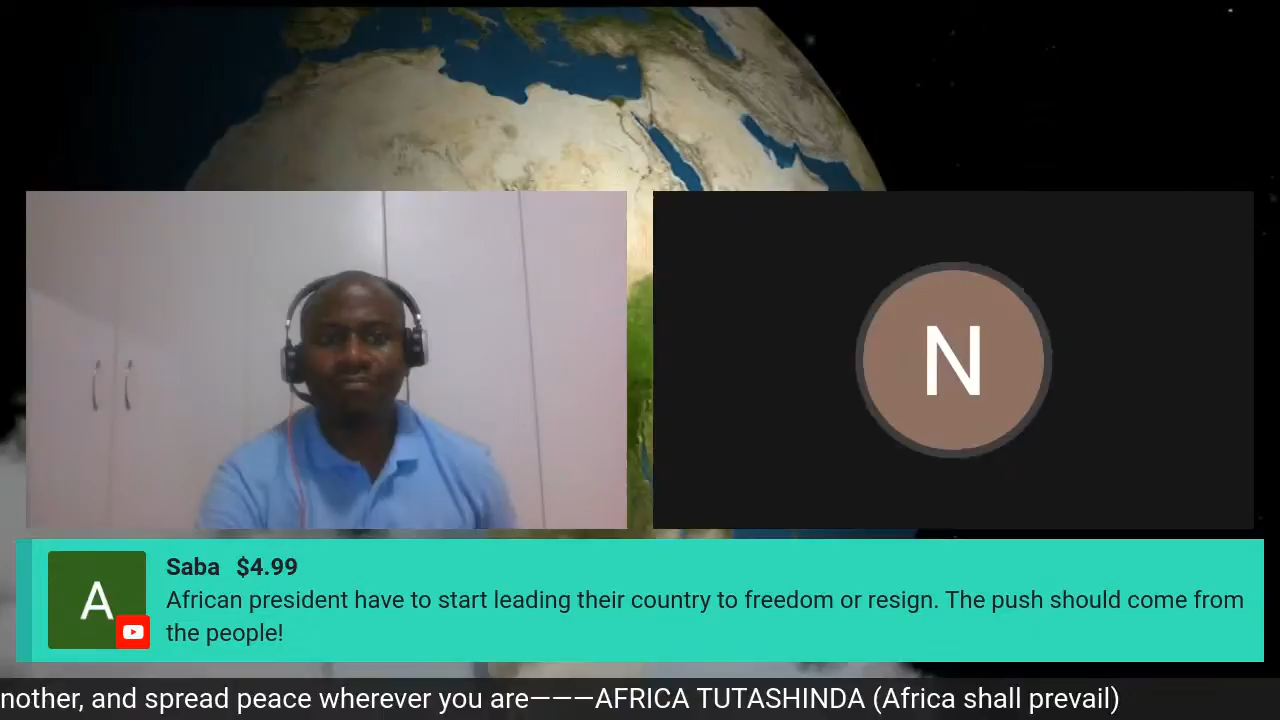 N
A
Saba $4.99
African president have to start leading their country to freedom or resign. The push should come from
the people!
nother, and spread peace wherever you are———AFRICA TUTASHINDA (Africa shall prevail)